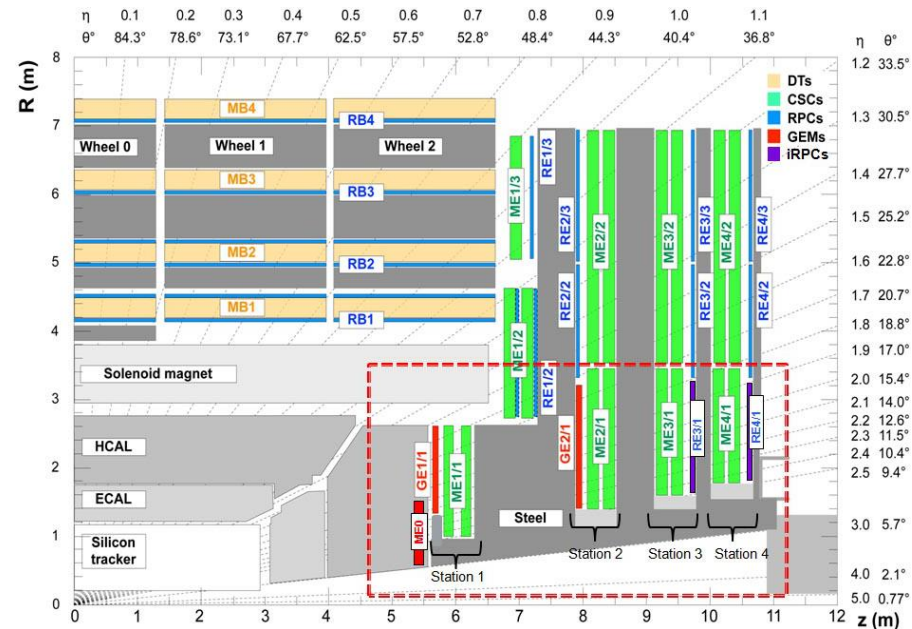 η 0.1 0.2 0.3 0.4 0.5 0.6 0.7 0.8 0.9 1.0 1.1
θ° 84.3° 78.6° 73.1° 67.7° 62.5° 57.5° 52.8° 48.4° 44.3° 40.4° 36.8° η θ°
R (m)
8
7
6
5
4
3
2
1
0
1.2 33.5°
1.3 30.5°
1.4 27.7°
1.5 25.2°
1.6 22.8°
1.7 20.7°
1.8 18.8°
1.9 17.0°
2.0 15.4°
2.1 14.0°
2.2 12.6°
2.3 11.5°
2.4 10.4°
2.5 9.4°
3.0 5.7°
4.0 2.1°
5.0 0.77°
DTs
CSCs
RPCs
GEMs
iRPCs
MB4
RB4
Wheel 0 Wheel 1 Wheel 2
MB3
RB3
MB2
RB2
MB1
RB1
Solenoid magnet
HCAL
ECAL
Silicon
tracker
ME1/3
RE1/3
ME1/2
RE1/2
RE2/3
RE2/2
ME2/2
ME3/2
RE3/3
RE3/2
ME4/2
RE4/3
RE4/2
GE1/1
ME1/1
ME0
GE2/1
ME2/1
ME3/1
RE3/1
ME4/1
RE4/1
Steel
Station 1
Station 2
Station 3
Station 4
0 1 2 3 4 5 6 7 8 9 10 11 12
z (m)